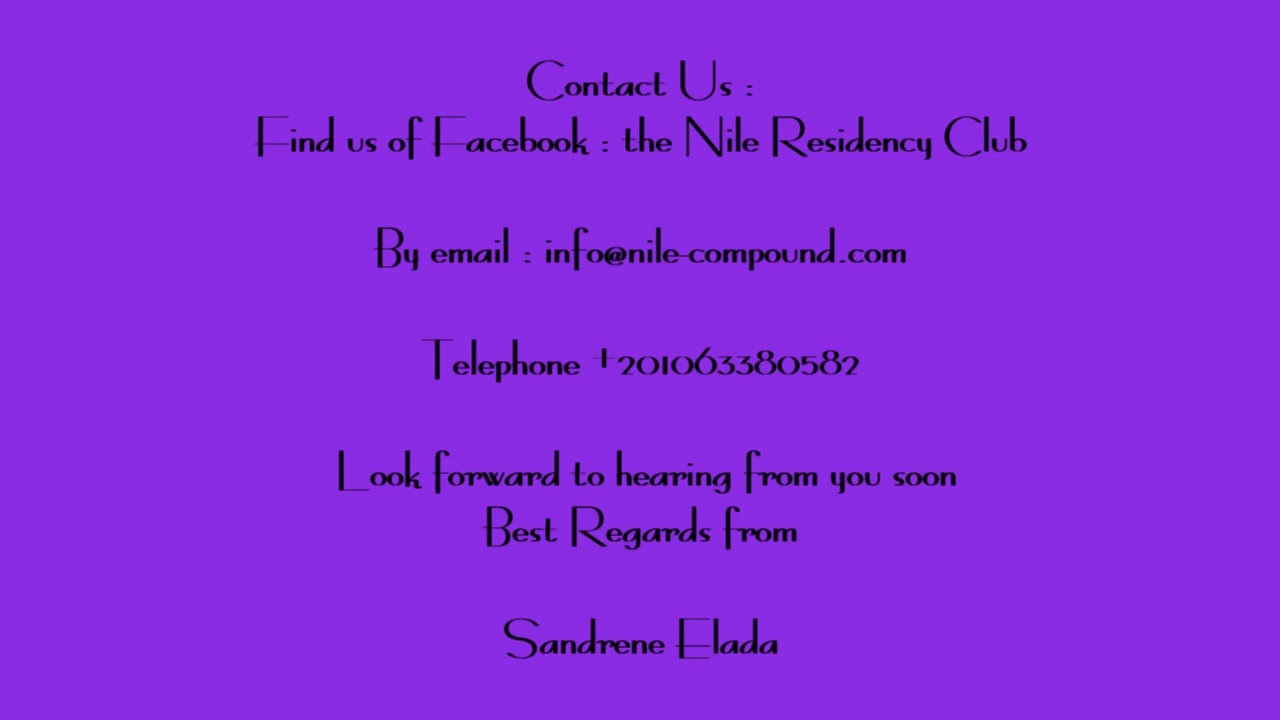 Contact Us :
Find us of Facebook : the Nile Residency Club
By email : info@nile-compound.com
Telephone +201063380582
Look forward to hearing from you soon
Best Regards from
Sandrene Elada